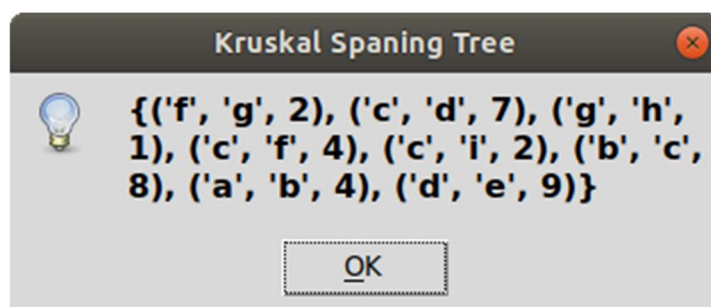 Kruskal Spaning Tree
{('f', 'g', 2), ('c', 'd', 7), ('g', 'h',
1), ('c', 'f', 4), ('c', 'i', 2), ('b', 'c',
8), ('a', 'b', 4), ('d', 'e', 9)}
OK